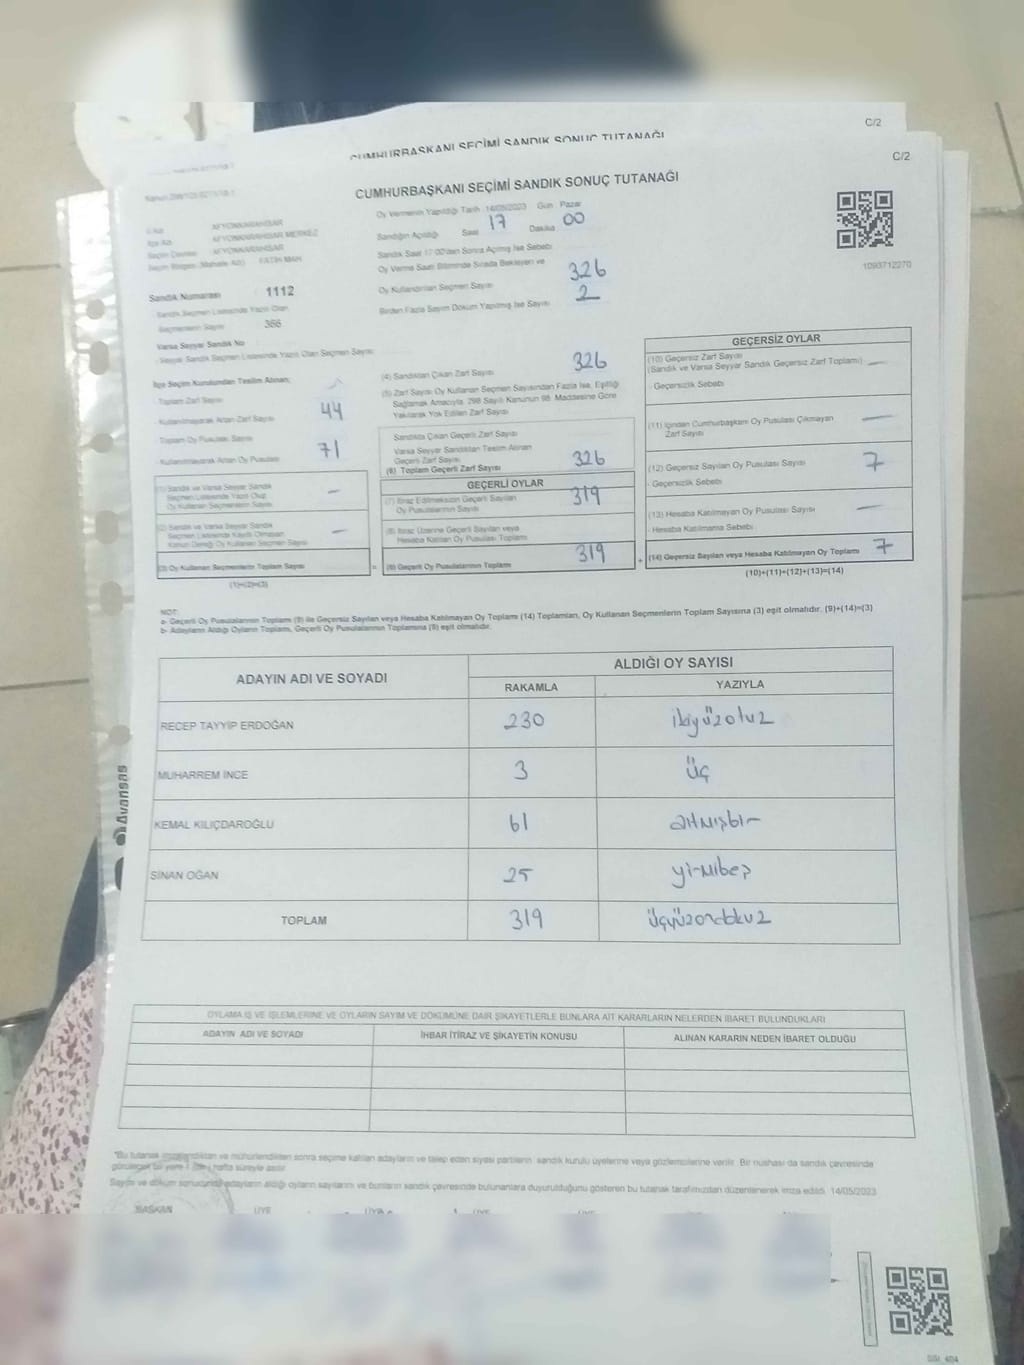 C/2
CUMHURBAŞKANI SEÇİMİ SANDIK SONUÇ TUTANAĞI
C/2
CUMHURBAŞKANI SEÇİMİ SANDIK SONUÇ TUTANAĞI
Oy Vermenin Yapıldığı Tarih : 14/05/2023 Gün : Pazar
İl Adı AFYONKARAHİSAR
İlçe Adı AFYONKARAHİSAR MERKEZ
Seçim Çevresi AFYONKARAHİSAR
Seçim Bölgesi (Mahalle Adı) FATİH MAH
Sandığın Açıldığı Saat 17 Dakika 00
Sandık Saat 17:00'den Sonra Açılmış İse Sebebi
Oy Verme Saati Bitiminde Sırada Bekleyen ve
Oy Kullandırılan Seçmen Sayısı 326
Birden Fazla Sayım Döküm Yapılmış İse Sayısı 2
1093712270
Sandık Numarası 1112
Sandık Seçmen Listesinde Yazılı Olan
Seçmenlerin Sayısı 366
Varsa Seyyar Sandık No
Seyyar Sandık Seçmen Listesinde Yazılı Olan Seçmen Sayısı
İlçe Seçim Kurulundan Teslim Alınan;
Toplam Zarf Sayısı
- Kullanılmayarak Artan Zarf Sayısı 44
Toplam Oy Pusulası Sayısı
- Kullanılmayarak Artan Oy Pusulası 71
(1) Sandık ve Varsa Seyyar Sandık
Seçmen Listesinde Yazılı Olup
Oy Kullanan Seçmenlerin Sayısı -
(2) Sandık ve Varsa Seyyar Sandık
Seçmen Listesinde Kayıtlı Olmayan
Kanun Gereği Oy Kullanan Seçmen Sayısı -
(3) Oy Kullanan Seçmenlerin Toplam Sayısı
(1)+(2)=(3)
(4) Sandıktan Çıkan Zarf Sayısı 326
(5) Zarf Sayısı Oy Kullanan Seçmen Sayısından Fazla İse, Eşitliği
Sağlamak Amacıyla, 298 Sayılı Kanunun 98. Maddesine Göre
Yakılarak Yok Edilen Zarf Sayısı
Sandıkta Çıkan Geçerli Zarf Sayısı
Varsa Seyyar Sandıktan Teslim Alınan
Geçerli Zarf Sayısı
(6) Toplam Geçerli Zarf Sayısı 326
GEÇERLİ OYLAR
(7) İtiraz Edilmeksizin Geçerli Sayılan
Oy Pusulasının Sayısı 319
(8) İtiraz Üzerine Geçerli Sayılan veya
Hesaba Katılan Oy Pusulası Toplamı
(9) Geçerli Oy Pusulalarının Toplamı 319
GEÇERSİZ OYLAR
(10) Geçersiz Zarf Sayısı
(Sandık ve Varsa Seyyar Sandık Geçersiz Zarf Toplamı) -
- Geçersizlik Sebebi
(11) İçinden Cumhurbaşkanı Oy Pusulası Çıkmayan
Zarf Sayısı -
(12) Geçersiz Sayılan Oy Pusulası Sayısı 7
- Geçersizlik Sebebi
(13) Hesaba Katılmayan Oy Pusulası Sayısı -
- Hesaba Katılmama Sebebi
(14) Geçersiz Sayılan veya Hesaba Katılmayan Oy Toplamı 7
(10)+(11)+(12)+(13)=(14)
NOT:
a- Geçerli Oy Pusulalarının Toplamı (9) ile Geçersiz Sayılan veya Hesaba Katılmayan Oy Toplamı (14) Toplamları, Oy Kullanan Seçmenlerin Toplam Sayısına (3) eşit olmalıdır. (9)+(14)=(3)
b- Adayların Aldığı Oyların Toplamı, Geçerli Oy Pusulalarının Toplamına (9) eşit olmalıdır.
ADAYIN ADI VE SOYADI ALDIĞI OY SAYISI
RAKAMLA YAZIYLA
RECEP TAYYİP ERDOĞAN 230 ikiyüzotuz
MUHARREM İNCE 3 üç
KEMAL KILIÇDAROĞLU 61 altmışbir
SİNAN OĞAN 25 yirmibeş
TOPLAM 319 üçyüzondokuz
OYLAMA İŞ VE İŞLEMLERİNE VE OYLARIN SAYIM VE DÖKÜMÜNE DAİR ŞİKAYETLERLE BUNLARA AİT KARARLARIN NELERDEN İBARET BULUNDUKLARI
ADAYIN ADI VE SOYADI İHBAR İTİRAZ VE ŞİKAYETİN KONUSU ALINAN KARARIN NEDEN İBARET OLDUĞU
*Bu tutanak imzalandıktan ve mühürlendikten sonra seçime katılan adayların ve talep eden siyasi partilerin sandık kurulu üyelerine veya gözlemcilerine verilir. Bir nüshası da sandık çevresinde
görülecek bir yere 1 (bir) hafta süreyle asılır.
Sayım ve döküm sonucunda adayların aldığı oyların sayılarını ve bunların sandık çevresinde bulunanlara duyurulduğunu gösteren bu tutanak tarafımızdan düzenlenerek imza edildi. 14/05/2023
BAŞKAN ÜYE ÜYE ÜYE ÜYE
Avansas